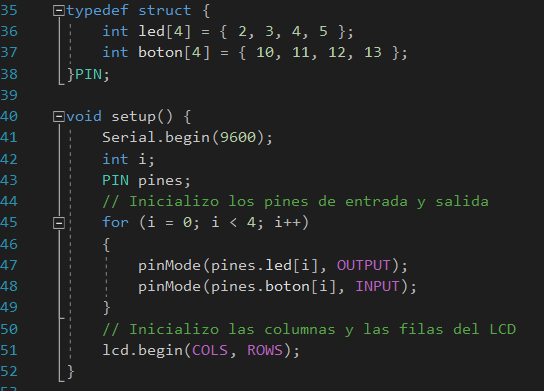 35 typedef struct {
36 int led[4] = { 2, 3, 4, 5 };
37 int boton[4] = { 10, 11, 12, 13 };
38 }PIN;
39
40 void setup() {
41 Serial.begin(9600);
42 int i;
43 PIN pines;
44 // Inicializo los pines de entrada y salida
45 for (i = 0; i < 4; i++)
46 {
47 pinMode(pines.led[i], OUTPUT);
48 pinMode(pines.boton[i], INPUT);
49 }
50 // Inicializo las columnas y las filas del LCD
51 lcd.begin(COLS, ROWS);
52 }